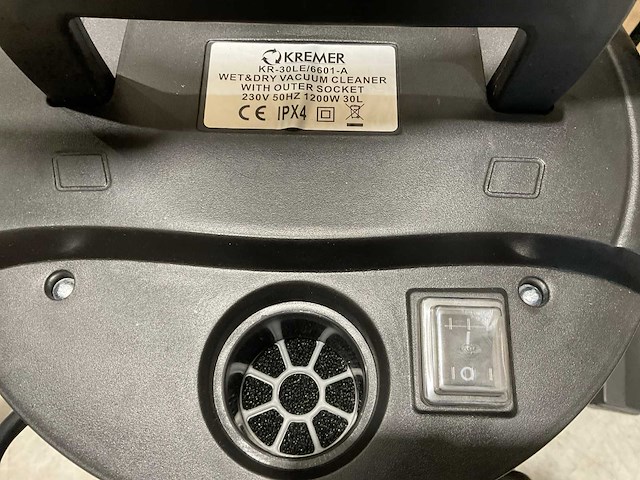 KREMER
KR-30LE/6601-A
WET&DRY VACUUM CLEANER
WITH OUTER SOCKET
230V 50HZ 1200W 30L
CE IPX4
I O I